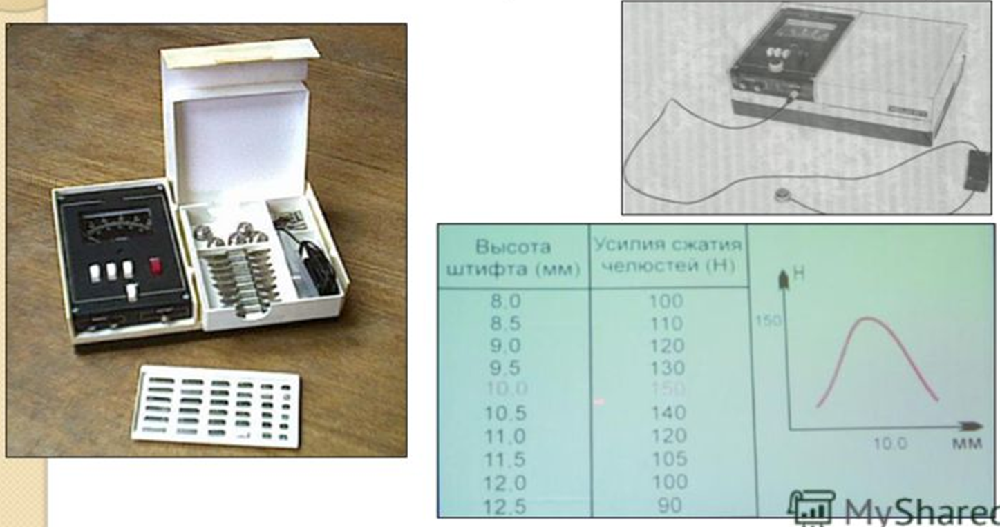 Высота
штифта (мм)
Усилия сжатия
челюстей (Н)
8.0 100
8.5 110
9.0 120
9.5 130
10.0 150
10.5 140
11.0 120
11.5 105
12.0 100
12.5 90
Н
150
10.0 мм
MyShared